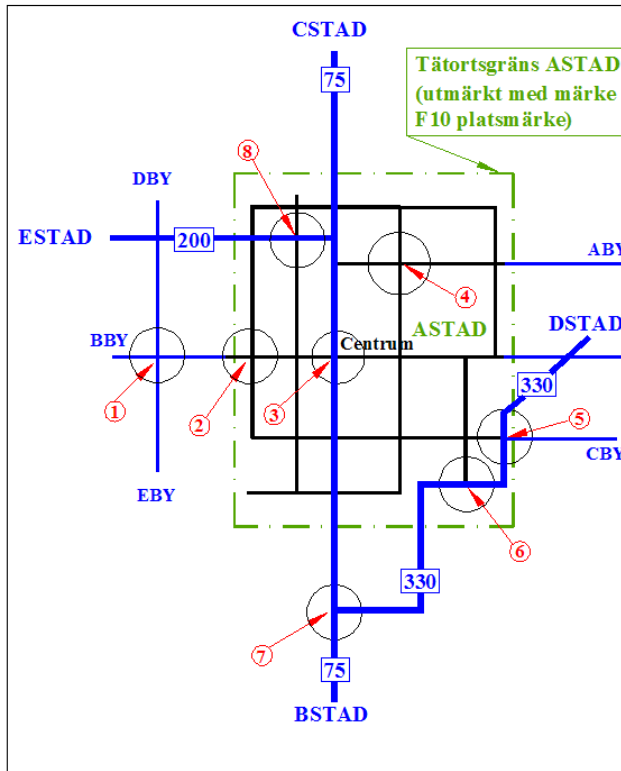 CSTAD
75
Tätortsgräns ASTAD
(utmärkt med märke
F10 platsmärke)
8
DBY
ESTAD
200
ABY
4
ASTAD
DSTAD
BBY
Centrum
330
1
2
3
5
CBY
EBY
6
330
7
75
BSTAD